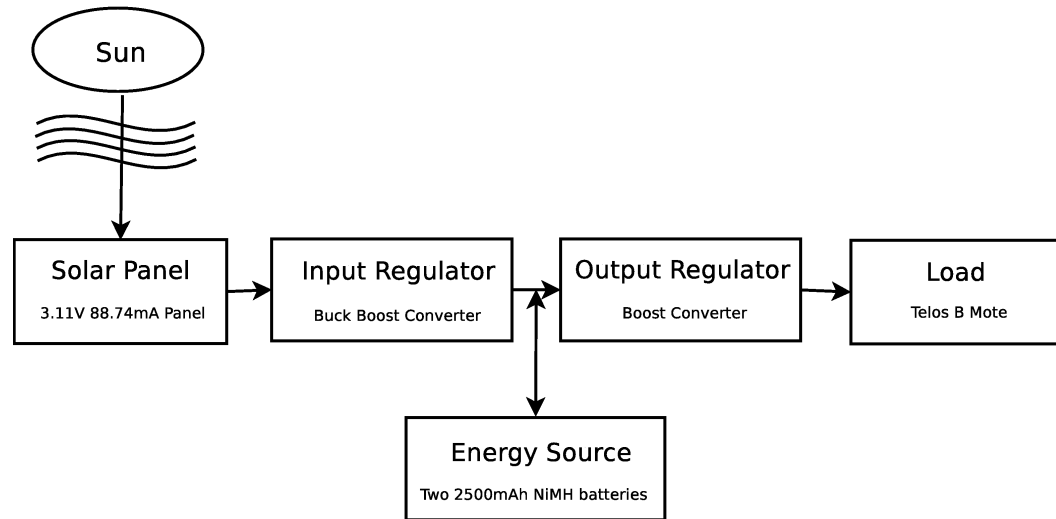 Sun
Solar Panel
3.11V 88.74mA Panel
Input Regulator
Buck Boost Converter
Output Regulator
Boost Converter
Load
Telos B Mote
Energy Source
Two 2500mAh NiMH batteries